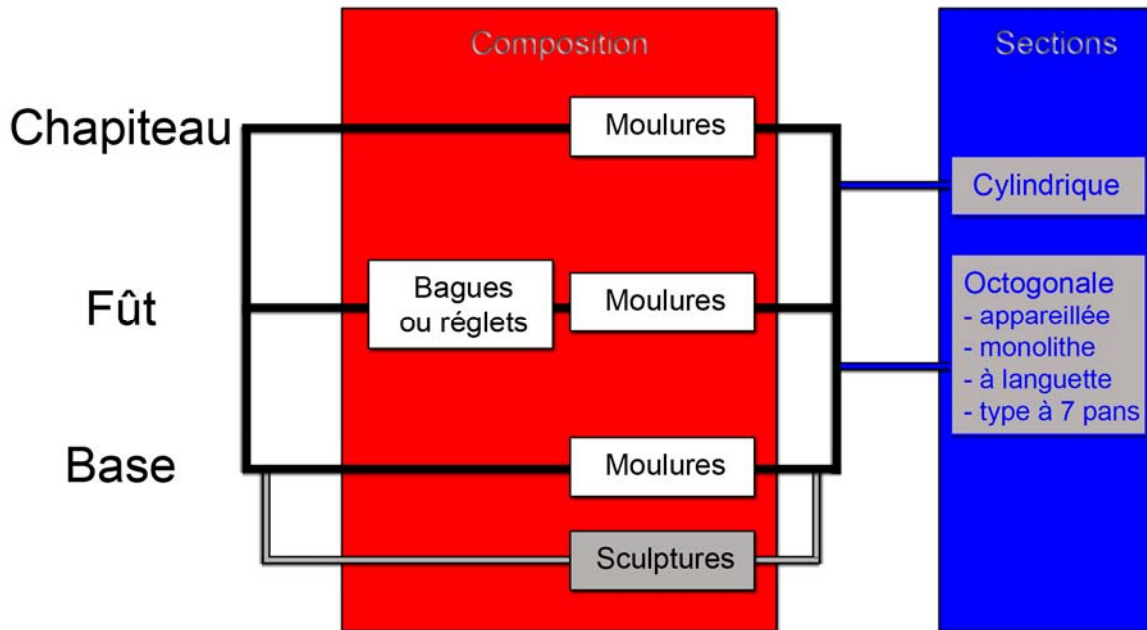 Composition
Sections
Chapiteau
Moulures
Cylindrique
Fût
Bagues
ou réglets
Moulures
Octogonale
- appareillée
- monolithe
- à languette
- type à 7 pans
Base
Moulures
Sculptures